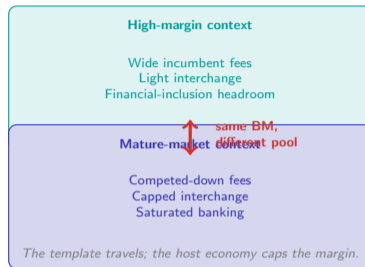 High-margin context
Wide incumbent fees
Light interchange
Financial-inclusion headroom
same BM,
different pool
Mature-market context
Competed-down fees
Capped interchange
Saturated banking
The template travels; the host economy caps the margin.